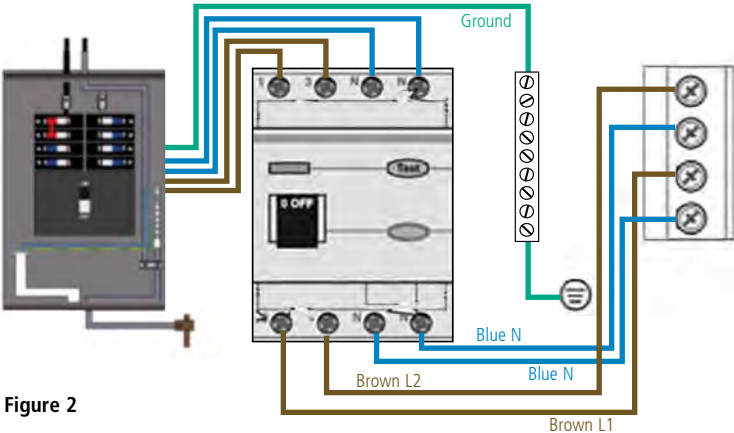 Ground
1 3 N N
Test
0 OFF
N N
Blue N
Brown L2
Blue N
Figure 2
Brown L1